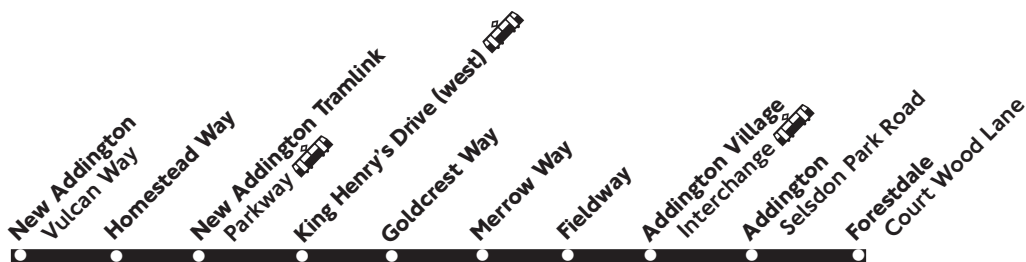 New Addington
Vulcan Way
Homestead Way
New Addington Tramlink
Parkway
King Henry's Drive (west)
Goldcrest Way
Merrow Way
Fieldway
Addington Village
Interchange
Addington
Selsdon Park Road
Forestdale
Court Wood Lane